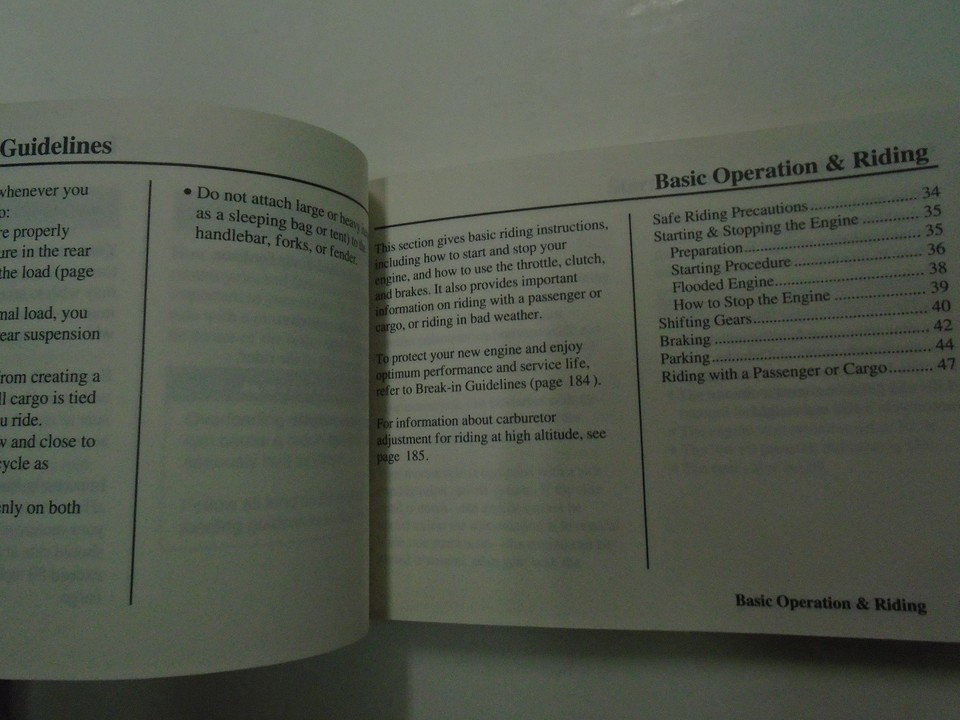 Guidelines
whenever you
o:
re properly
ure in the rear
the load (page
mal load, you
ear suspension
from creating a
ll cargo is tied
u ride.
w and close to
cycle as
enly on both
• Do not attach large or heavy
as a sleeping bag or tent) to the
handlebar, forks, or fender.
Basic Operation & Riding
This section gives basic riding instructions,
including how to start and stop your
engine, and how to use the throttle, clutch,
and brakes. It also provides important
information on riding with a passenger or
cargo, or riding in bad weather.
To protect your new engine and enjoy
optimum performance and service life,
refer to Break-in Guidelines (page 184 ).
For information about carburetor
adjustment for riding at high altitude, see
page 185.
Safe Riding Precautions ........................ 34
Starting & Stopping the Engine ............ 35
Preparation ........................................ 35
Starting Procedure ............................. 36
Flooded Engine .................................. 38
How to Stop the Engine ..................... 39
Shifting Gears ....................................... 40
Braking ................................................. 42
Parking .................................................. 44
Riding with a Passenger or Cargo .......... 47
Basic Operation & Riding